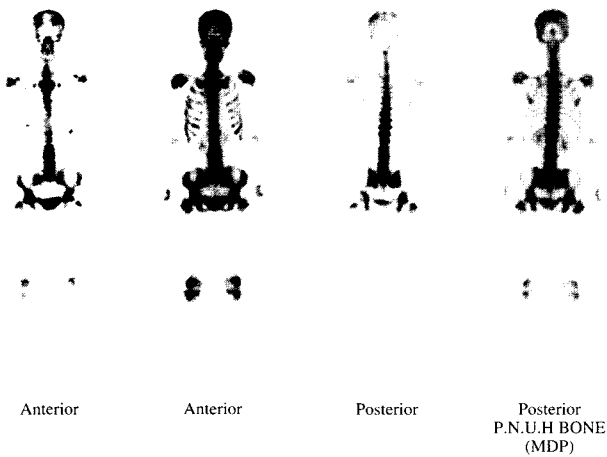 Anterior
Anterior
Posterior
Posterior
P.N.U.H BONE
(MDP)